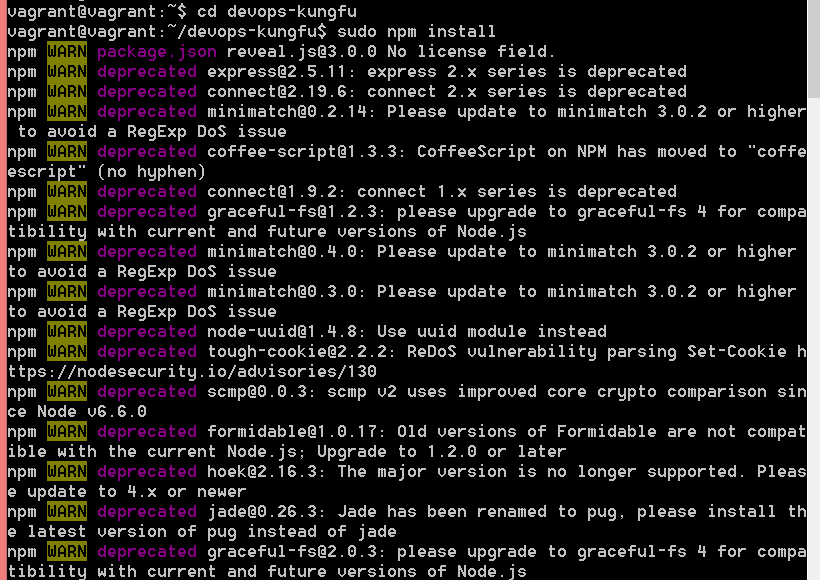 vagrant@vagrant:~$ cd devops-kungfu
vagrant@vagrant:~/devops-kungfu$ sudo npm install
npm WARN package.json reveal.js@3.0.0 No license field.
npm WARN deprecated express@2.5.11: express 2.x series is deprecated
npm WARN deprecated connect@2.19.6: connect 2.x series is deprecated
npm WARN deprecated minimatch@0.2.14: Please update to minimatch 3.0.2 or higher
 to avoid a RegExp DoS issue
npm WARN deprecated coffee-script@1.3.3: CoffeeScript on NPM has moved to "coffe
escript" (no hyphen)
npm WARN deprecated connect@1.9.2: connect 1.x series is deprecated
npm WARN deprecated graceful-fs@1.2.3: please upgrade to graceful-fs 4 for compa
tibility with current and future versions of Node.js
npm WARN deprecated minimatch@0.4.0: Please update to minimatch 3.0.2 or higher
to avoid a RegExp DoS issue
npm WARN deprecated minimatch@0.3.0: Please update to minimatch 3.0.2 or higher
to avoid a RegExp DoS issue
npm WARN deprecated node-uuid@1.4.8: Use uuid module instead
npm WARN deprecated tough-cookie@2.2.2: ReDoS vulnerability parsing Set-Cookie h
ttps://nodesecurity.io/advisories/130
npm WARN deprecated scmp@0.0.3: scmp v2 uses improved core crypto comparison sin
ce Node v6.6.0
npm WARN deprecated formidable@1.0.17: Old versions of Formidable are not compat
ible with the current Node.js; Upgrade to 1.2.0 or later
npm WARN deprecated hoek@2.16.3: The major version is no longer supported. Pleas
e update to 4.x or newer
npm WARN deprecated jade@0.26.3: Jade has been renamed to pug, please install th
e latest version of pug instead of jade
npm WARN deprecated graceful-fs@2.0.3: please upgrade to graceful-fs 4 for compa
tibility with current and future versions of Node.js